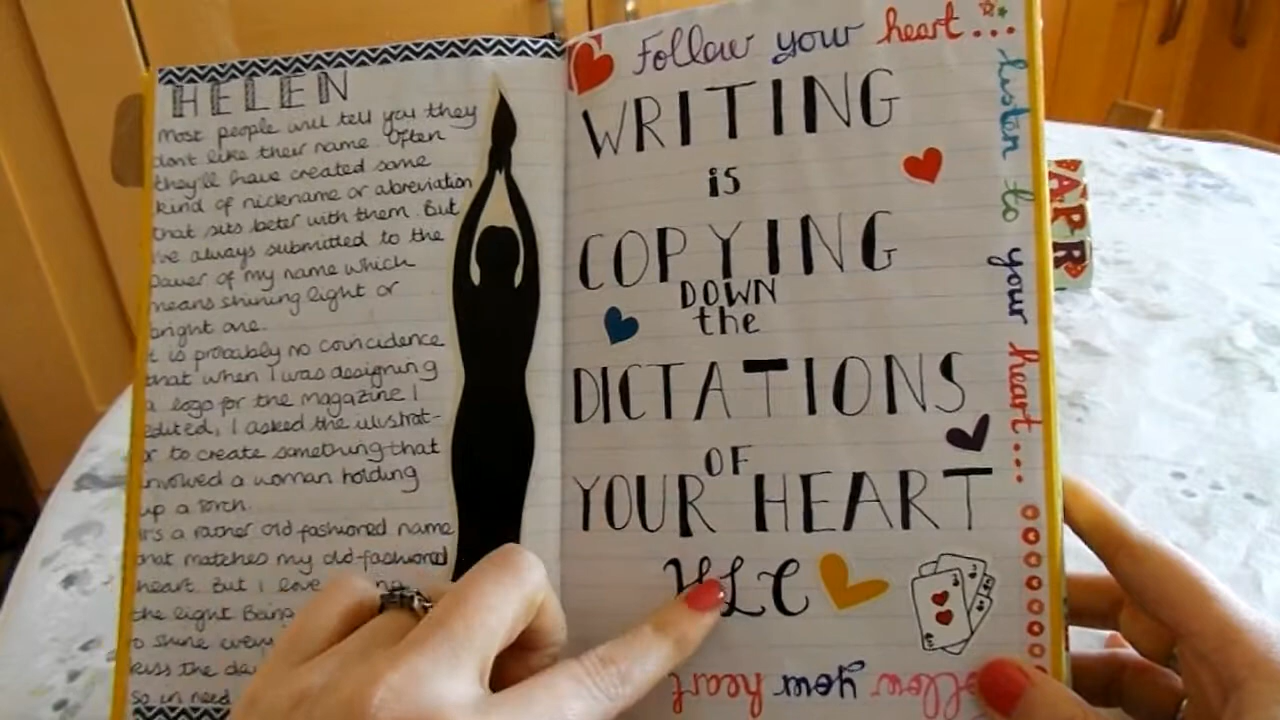 HELEN
Most people will tell you they
don't like their name. Often
they'll have created some
kind of nickname or abreviation
that sits beter with them. But
I've always submitted to the
power of my name which
means shining light or
bright one.
t is probably no coincidence
that when I was designing
a logo for the magazine I
edited, I asked the illustrat-
or to create something that
involved a woman holding
up a torch.
It's a rather old-fashioned name
that matches my old-fashioned
heart. But I love
the light Being
to shine
kiss the
so in need
Follow your heart...
WRITING
is
COPYING
DOWN
the
DICTATIONS
OF
YOUR HEART
HLC
listen to your heart...
follow your heart